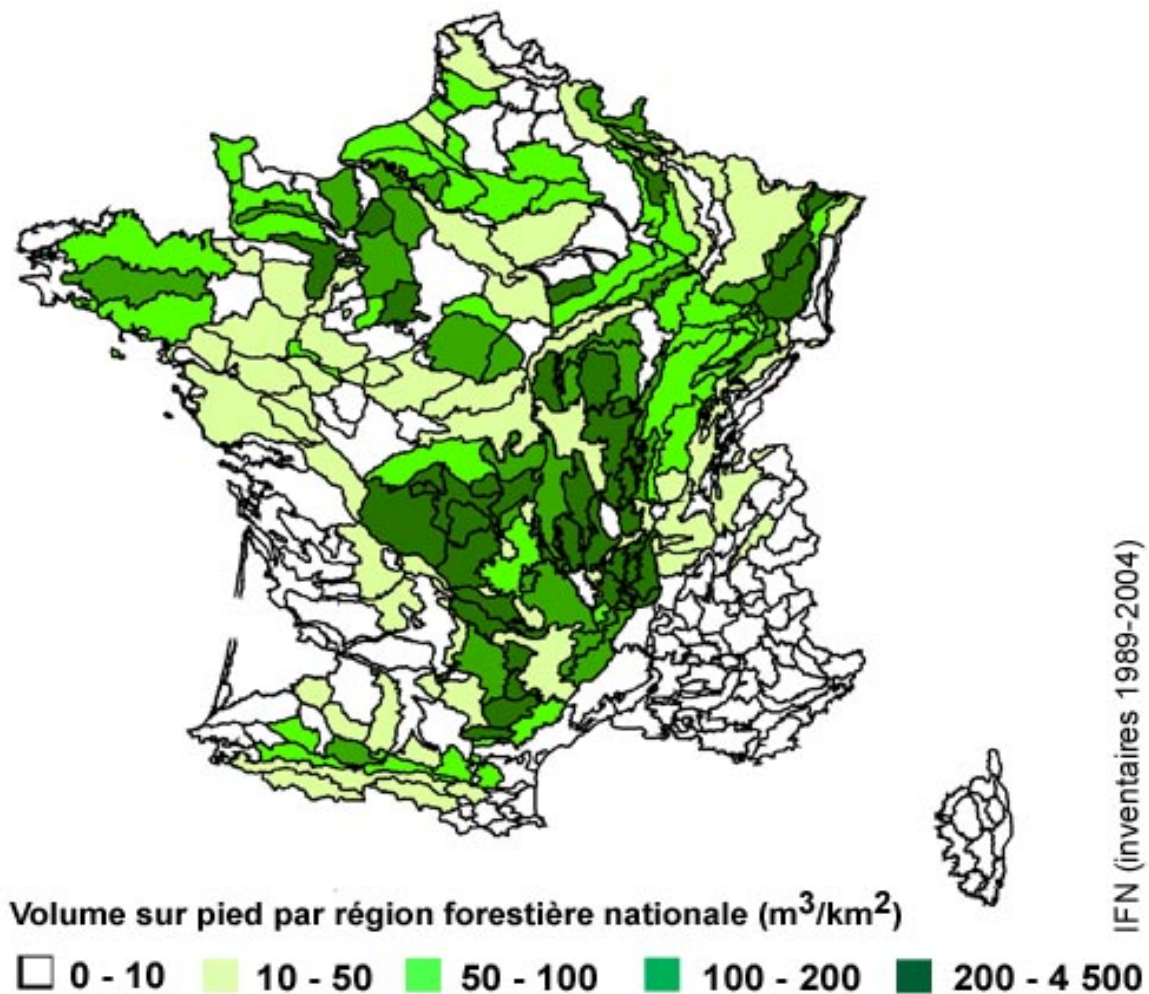 IFN (inventaires 1989-2004)
Volume sur pied par région forestière nationale (m³/km²)
0 - 10 10 - 50 50 - 100 100 - 200 200 - 4 500